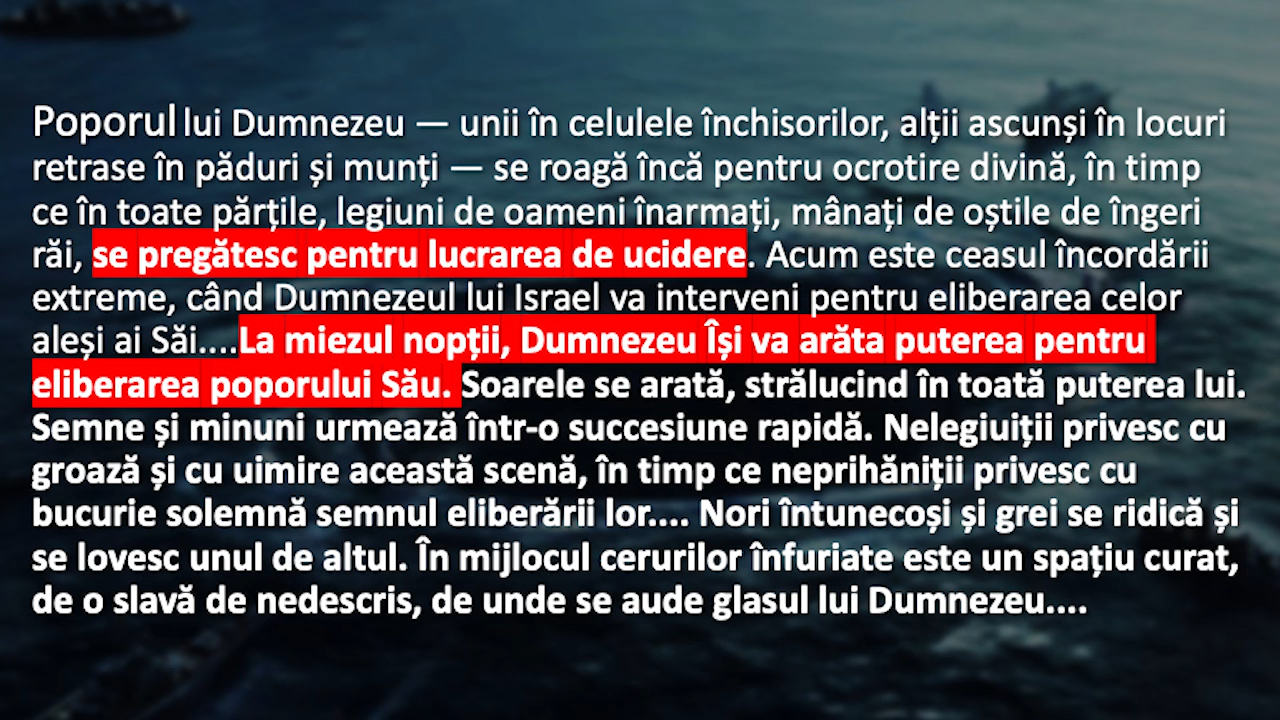 Poporul lui Dumnezeu — unii în celulele închisorilor, alții ascunși în locuri
retrase în păduri și munți — se roagă încă pentru ocrotire divină, în timp
ce în toate părțile, legiuni de oameni înarmați, mânați de oștile de îngeri
răi, se pregătesc pentru lucrarea de ucidere. Acum este ceasul încordării
extreme, când Dumnezeul lui Israel va interveni pentru eliberarea celor
aleși ai Săi....La miezul nopții, Dumnezeu Își va arăta puterea pentru
eliberarea poporului Său. Soarele se arată, strălucind în toată puterea lui.
Semne și minuni urmează într-o succesiune rapidă. Nelegiuiții privesc cu
groază și cu uimire această scenă, în timp ce neprihăniții privesc cu
bucurie solemnă semnul eliberării lor.... Nori întunecoși și grei se ridică și
se lovesc unul de altul. În mijlocul cerurilor înfuriate este un spațiu curat,
de o slavă de nedescris, de unde se aude glasul lui Dumnezeu....